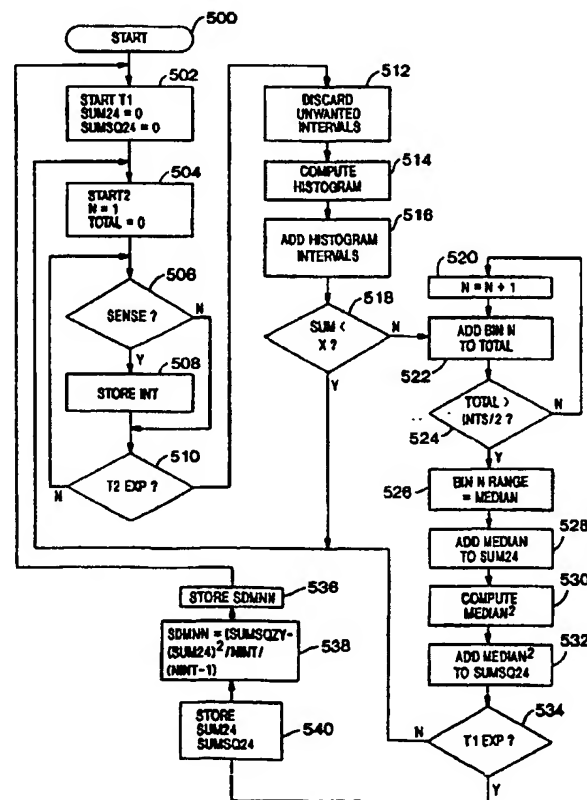 START
500
502
START T1
SUM24 = 0
SUMSQ24 = 0
504
START2
N = 1
TOTAL = 0
506
SENSE ?
N
Y
508
STORE INT
510
T2 EXP ?
N
512
DISCARD
UNWANTED
INTERVALS
514
COMPUTE
HISTOGRAM
516
ADD HISTOGRAM
INTERVALS
518
SUM <
X ?
N
Y
520
N = N + 1
ADD BIN N
TO TOTAL
522
TOTAL >
INTS/2 ?
N
524
Y
526
BIN N RANGE
= MEDIAN
528
ADD MEDIAN
TO SUM24
530
COMPUTE
MEDIAN²
532
ADD MEDIAN²
TO SUMSQ24
534
T1 EXP ?
N
Y
536
STORE SDMNN
SDMNN = (SUMSQZY-
(SUM24)²/NINT/
(NINT-1)
538
STORE
SUM24
SUMSQ24
540